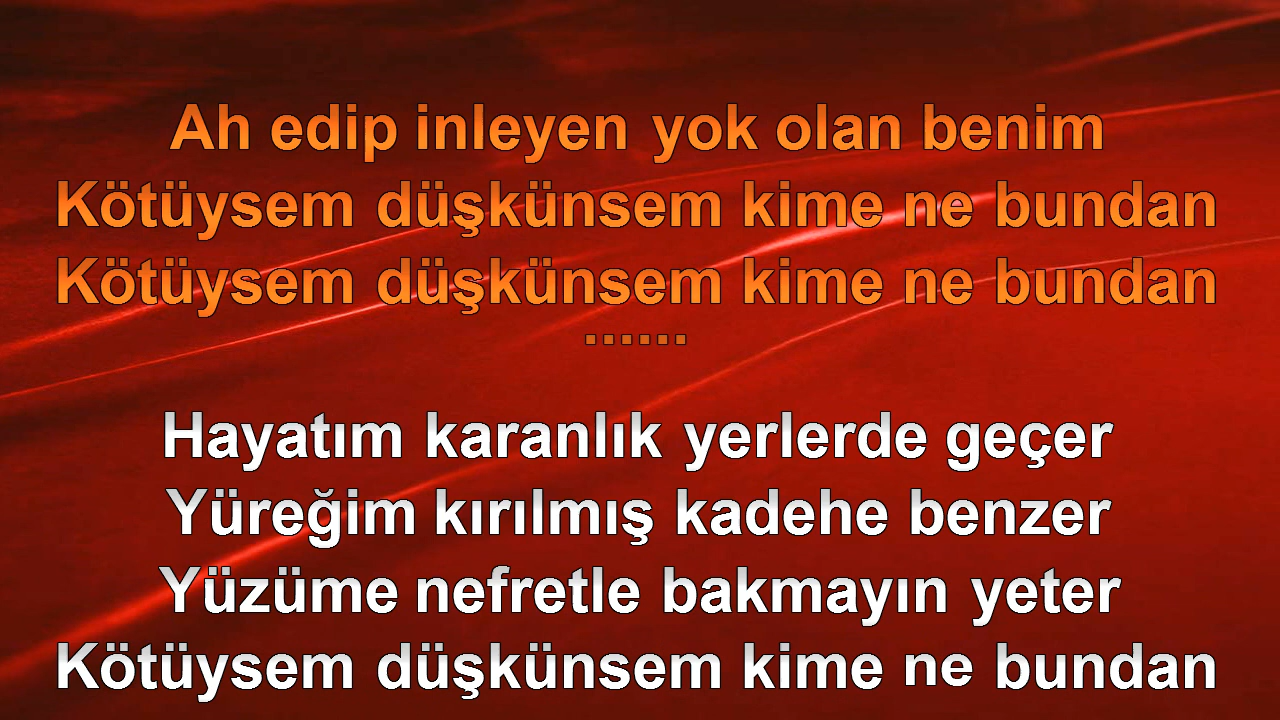 Ah edip inleyen yok olan benim
Kötüysem düşkünsem kime ne bundan
Kötüysem düşkünsem kime ne bundan
......
Hayatım karanlık yerlerde geçer
Yüreğim kırılmış kadehe benzer
Yüzüme nefretle bakmayın yeter
Kötüysem düşkünsem kime ne bundan